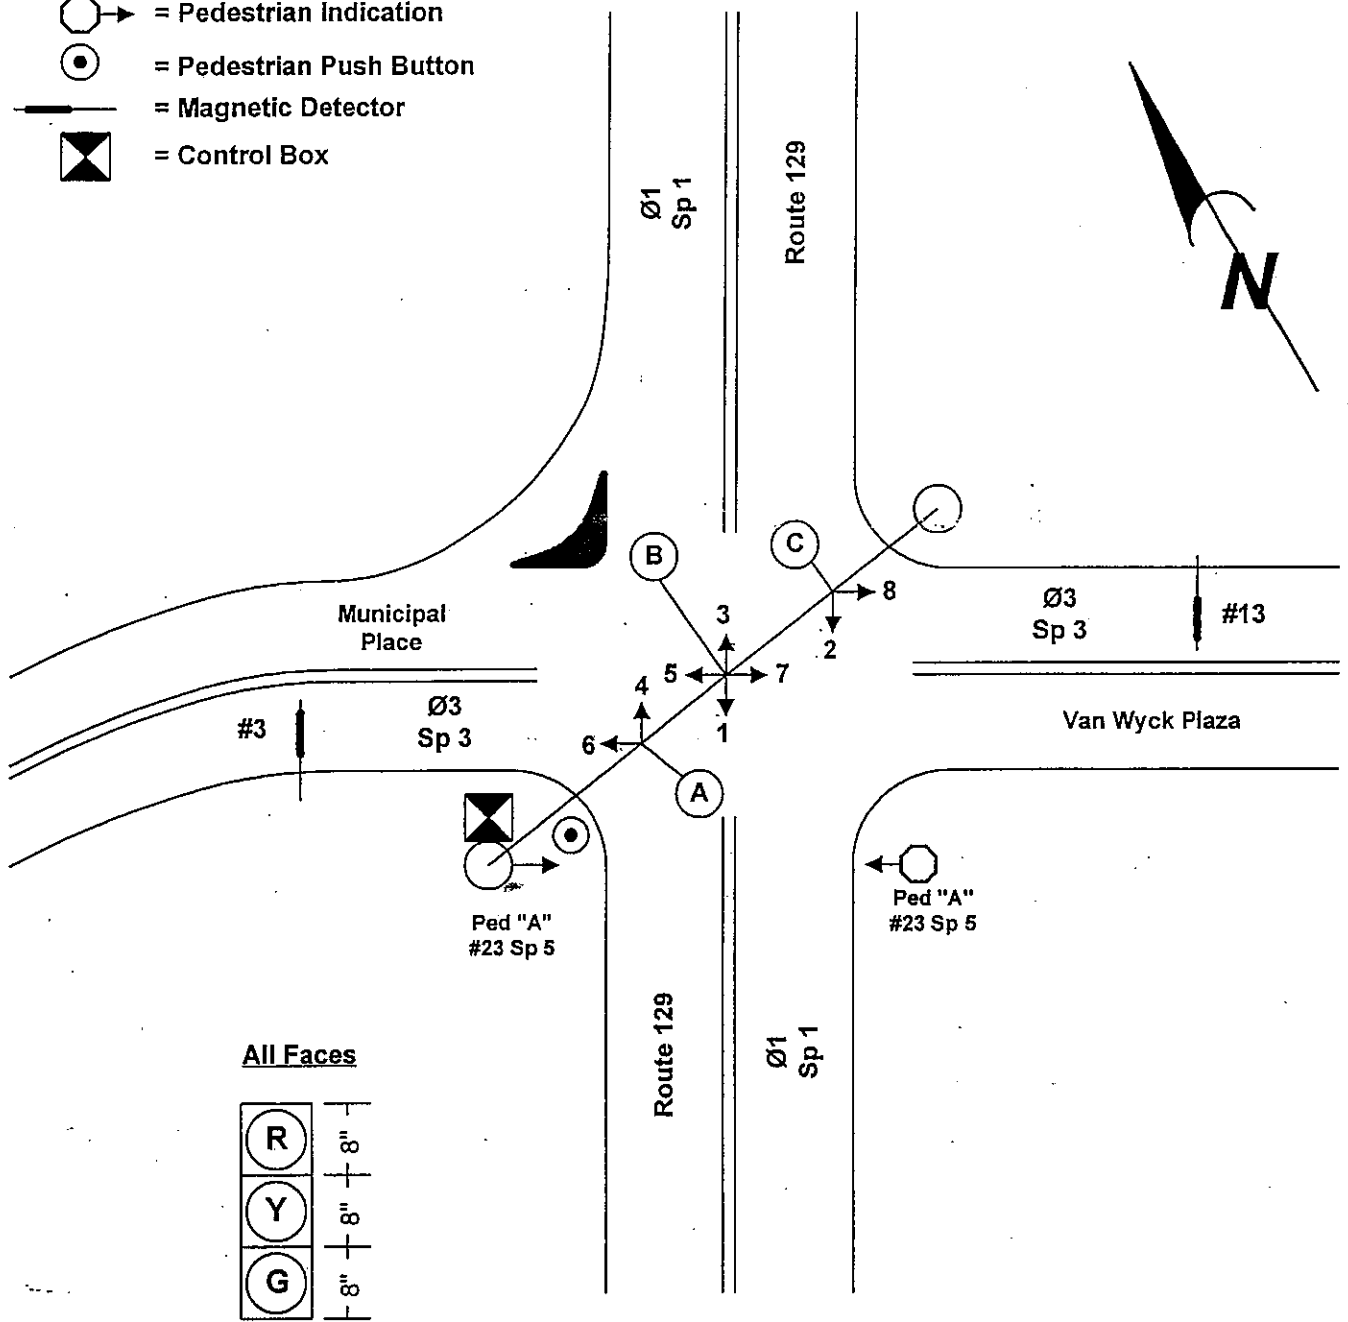 = Pedestrian Indication
= Pedestrian Push Button
= Magnetic Detector
= Control Box
Ø1
Sp 1
Route 129
N
B
C
8
Ø3
Sp 3
#13
Municipal
Place
3
2
5
7
4
1
#3
Ø3
Sp 3
Van Wyck Plaza
6
A
Ped "A"
#23 Sp 5
Ped "A"
#23 Sp 5
Route 129
Ø1
Sp 1
All Faces
R
8"
Y
8"
G
8"